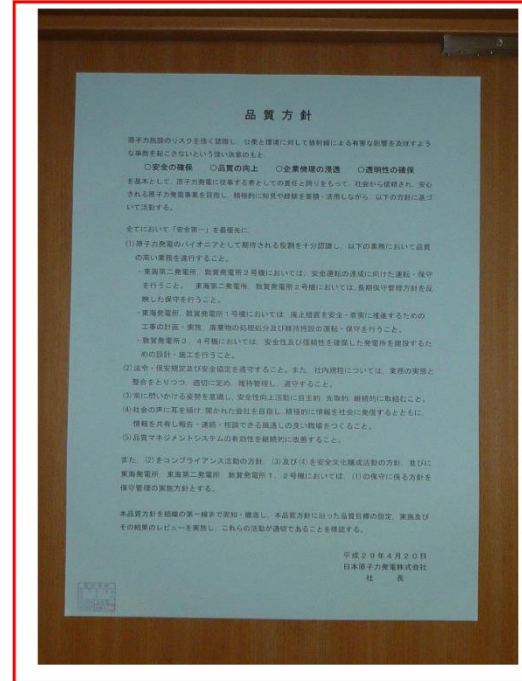 品質方針
原子力施設のリスクを強く認識し、公衆と環境に対して放射線による有害な影響を及ぼすよう
な事故を起こさないという強い決意のもと、
○安全の確保　○品質の向上　○企業倫理の浸透　○透明性の確保
を基本として、原子力発電に従事する者としての責任と誇りをもって、社会から信頼され、安心
される原子力発電事業を目指し、積極的に知見や経験を蓄積・活用しながら、以下の方針に基づ
いて活動する。
全てにおいて「安全第一」を最優先に、
(1)原子力発電のパイオニアとして期待される役割を十分認識し、以下の業務において品質
の高い業務を遂行すること。
・東海第二発電所、敦賀発電所２号機においては、安全運転の達成に向けた運転・保守
を行うこと。　東海第二発電所、敦賀発電所２号機においては、長期保守管理方針を反
映した保守を行うこと。
・東海発電所、敦賀発電所１号機においては、廃止措置を安全・着実に推進するための
工事の計画・実施、廃棄物の処理処分及び維持施設の運転・保守を行うこと。
・敦賀発電所３，４号機においては、安全性及び信頼性を確保した発電所を建設するた
めの設計・施工を行うこと。
(2)法令・保安規定及び安全協定を遵守すること。また、社内規程については、業務の実態と
整合をとりつつ、適切に定め、維持管理し、遵守すること。
(3)常に問いかける姿勢を意識し、安全性向上活動に自主的、先取的、継続的に取組むこと。
(4)社会の声に耳を傾け、開かれた会社を目指し、積極的に情報を社会に発信するとともに、
情報を共有し報告・連絡・相談できる風通しの良い職場をつくること。
(5)品質マネジメントシステムの有効性を継続的に改善すること。
また、(2)をコンプライアンス活動の方針、(3)及び(4)を安全文化醸成活動の方針、並びに
東海発電所、東海第二発電所、敦賀発電所１，２号機においては、(1)の保守に係る方針を
保守管理の実施方針とする。
本品質方針を組織の第一線まで周知・徹底し、本品質方針に沿った品質目標の設定、実施及び
その結果のレビューを実施し、これらの活動が適切であることを確認する。
平成２９年４月２０日
日本原子力発電株式会社
社　長